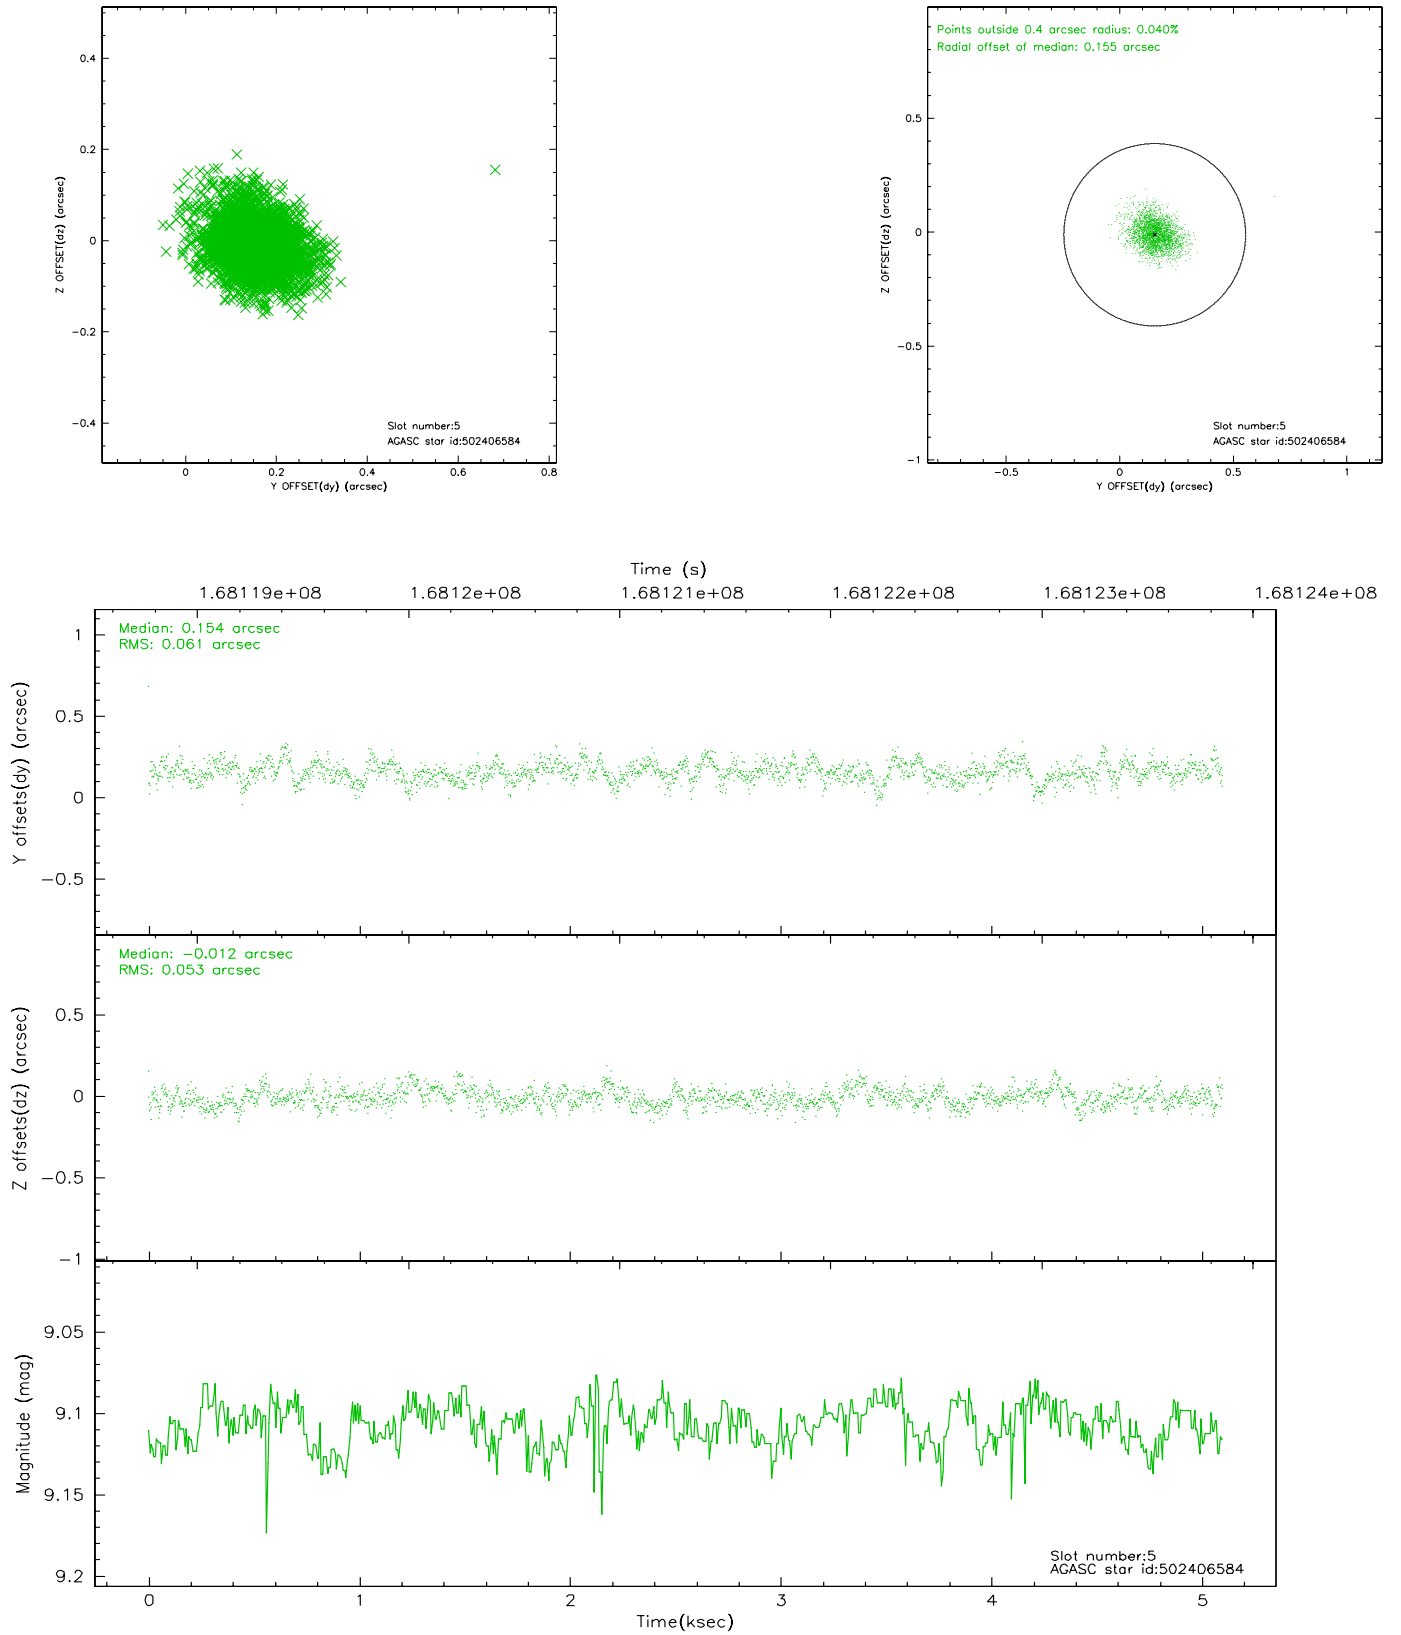 0.4
0.2
0
−0.2
−0.4
Z OFFSET(dz) (arcsec)
Slot number:5
AGASC star id:502406584
0
0.2
0.4
0.6
0.8
Y OFFSET(dy) (arcsec)
Points outside 0.4 arcsec radius: 0.040%
Radial offset of median: 0.155 arcsec
0.5
0
−0.5
−1
Z OFFSET(dz) (arcsec)
Slot number:5
AGASC star id:502406584
−0.5
0
0.5
1
Y OFFSET(dy) (arcsec)
Time (s)
1.68119e+08
1.6812e+08
1.68121e+08
1.68122e+08
1.68123e+08
1.68124e+08
Median: 0.154 arcsec
RMS: 0.061 arcsec
1
0.5
0
−0.5
Y offsets(dy) (arcsec)
Median: −0.012 arcsec
RMS: 0.053 arcsec
0.5
0
−0.5
−1
Z offsets(dz) (arcsec)
9.05
9.1
9.15
9.2
Magnitude (mag)
Slot number:5
AGASC star id:502406584
0
1
2
3
4
5
Time(ksec)